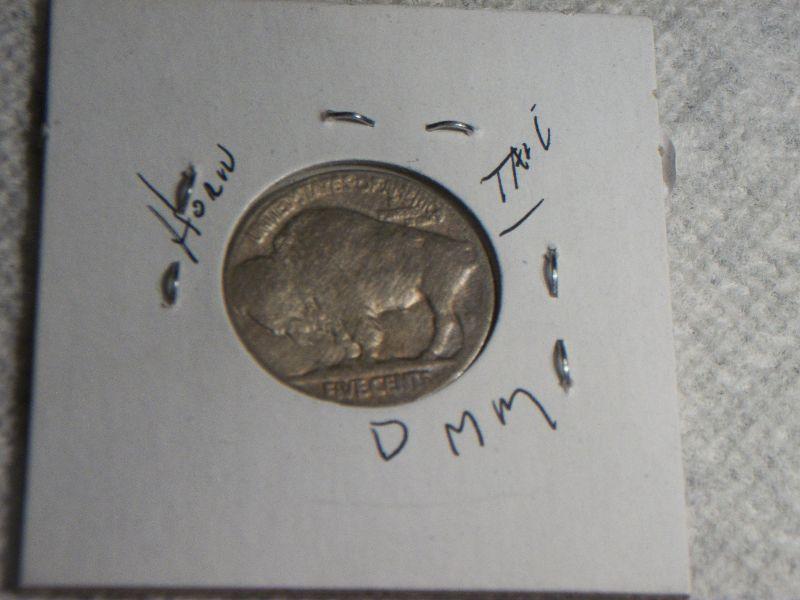 HORN
TAIL
UNITED STATES OF AMERICA
FIVE CENTS
D MM